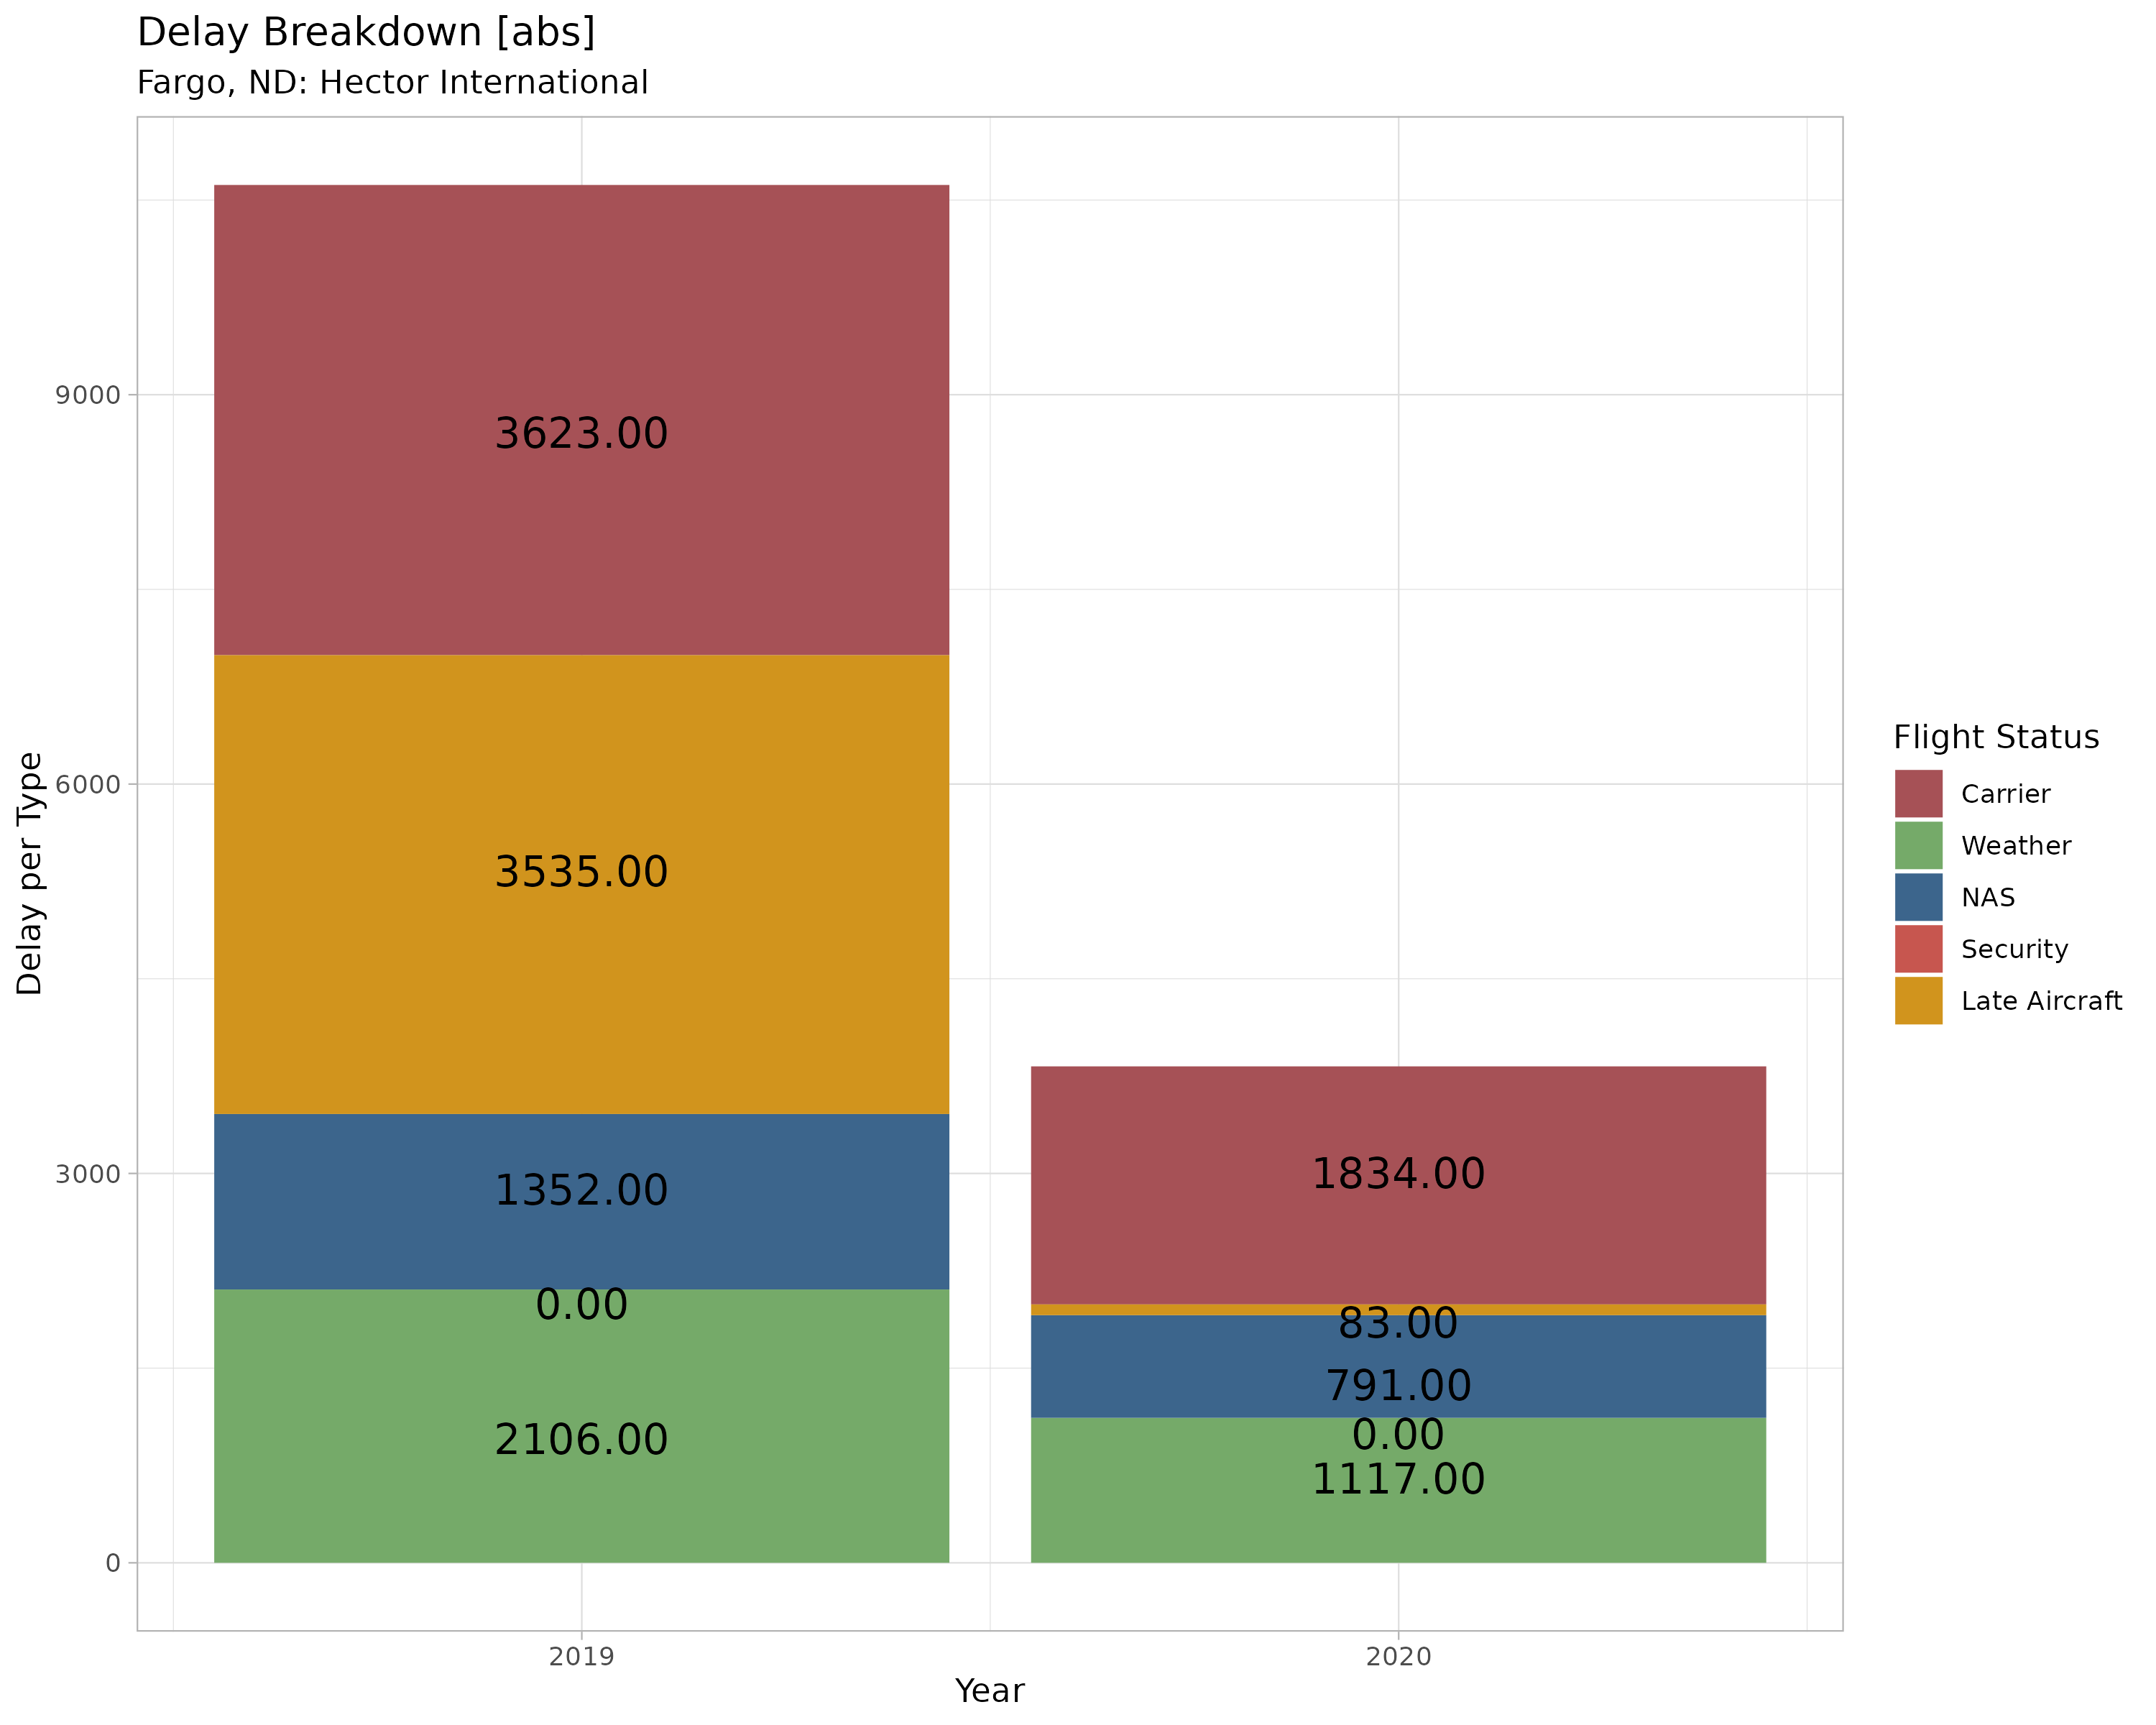 Delay Breakdown [abs]
Fargo, ND: Hector International
Delay per Type
9000
6000
3000
0
3623.00
3535.00
1352.00
0.00
2106.00
1834.00
83.00
791.00
0.00
1117.00
2019
2020
Year
Flight Status
Carrier
Weather
NAS
Security
Late Aircraft